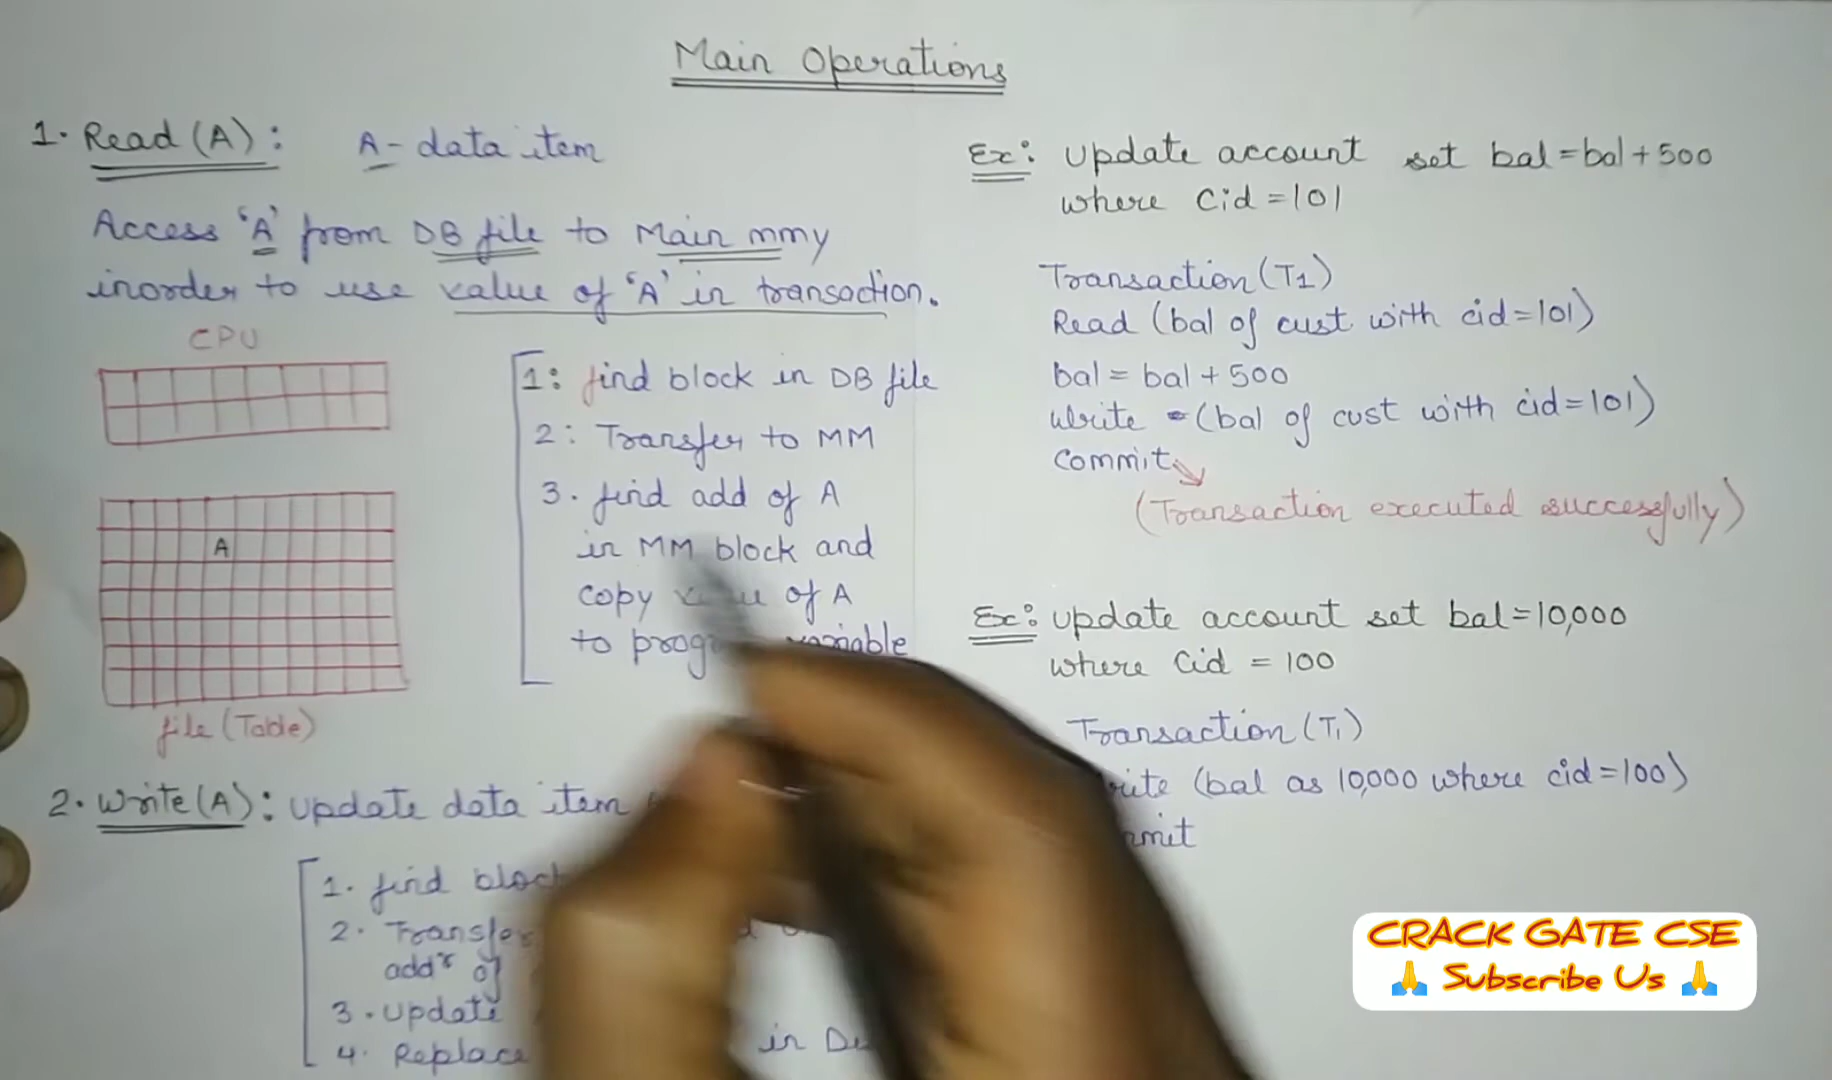 Main Operations
1. Read (A) : A - data item
Access 'A' from DB file to Main mmy
inorder to use value of 'A' in transaction.
CPU
1: find block in DB file
2: Transfer to MM
3. find add of A
in MM block and
copy of A
to variable
A
file (Table)
2. Write(A) : Update data item
1. find
2. Transfer
addr of
3. Update
4. Replace in
Ex: Update account set bal = bal + 500
where Cid = 101
Transaction (T1)
Read (bal of cust with cid = 101)
bal = bal + 500
Write - (bal of cust with cid = 101)
Commit
(Transaction executed successfully)
Ex: Update account set bal = 10,000
where Cid = 100
Transaction (T1)
(bal as 10,000 where cid = 100)
CRACK GATE CSE
🙏 Subscribe Us 🙏